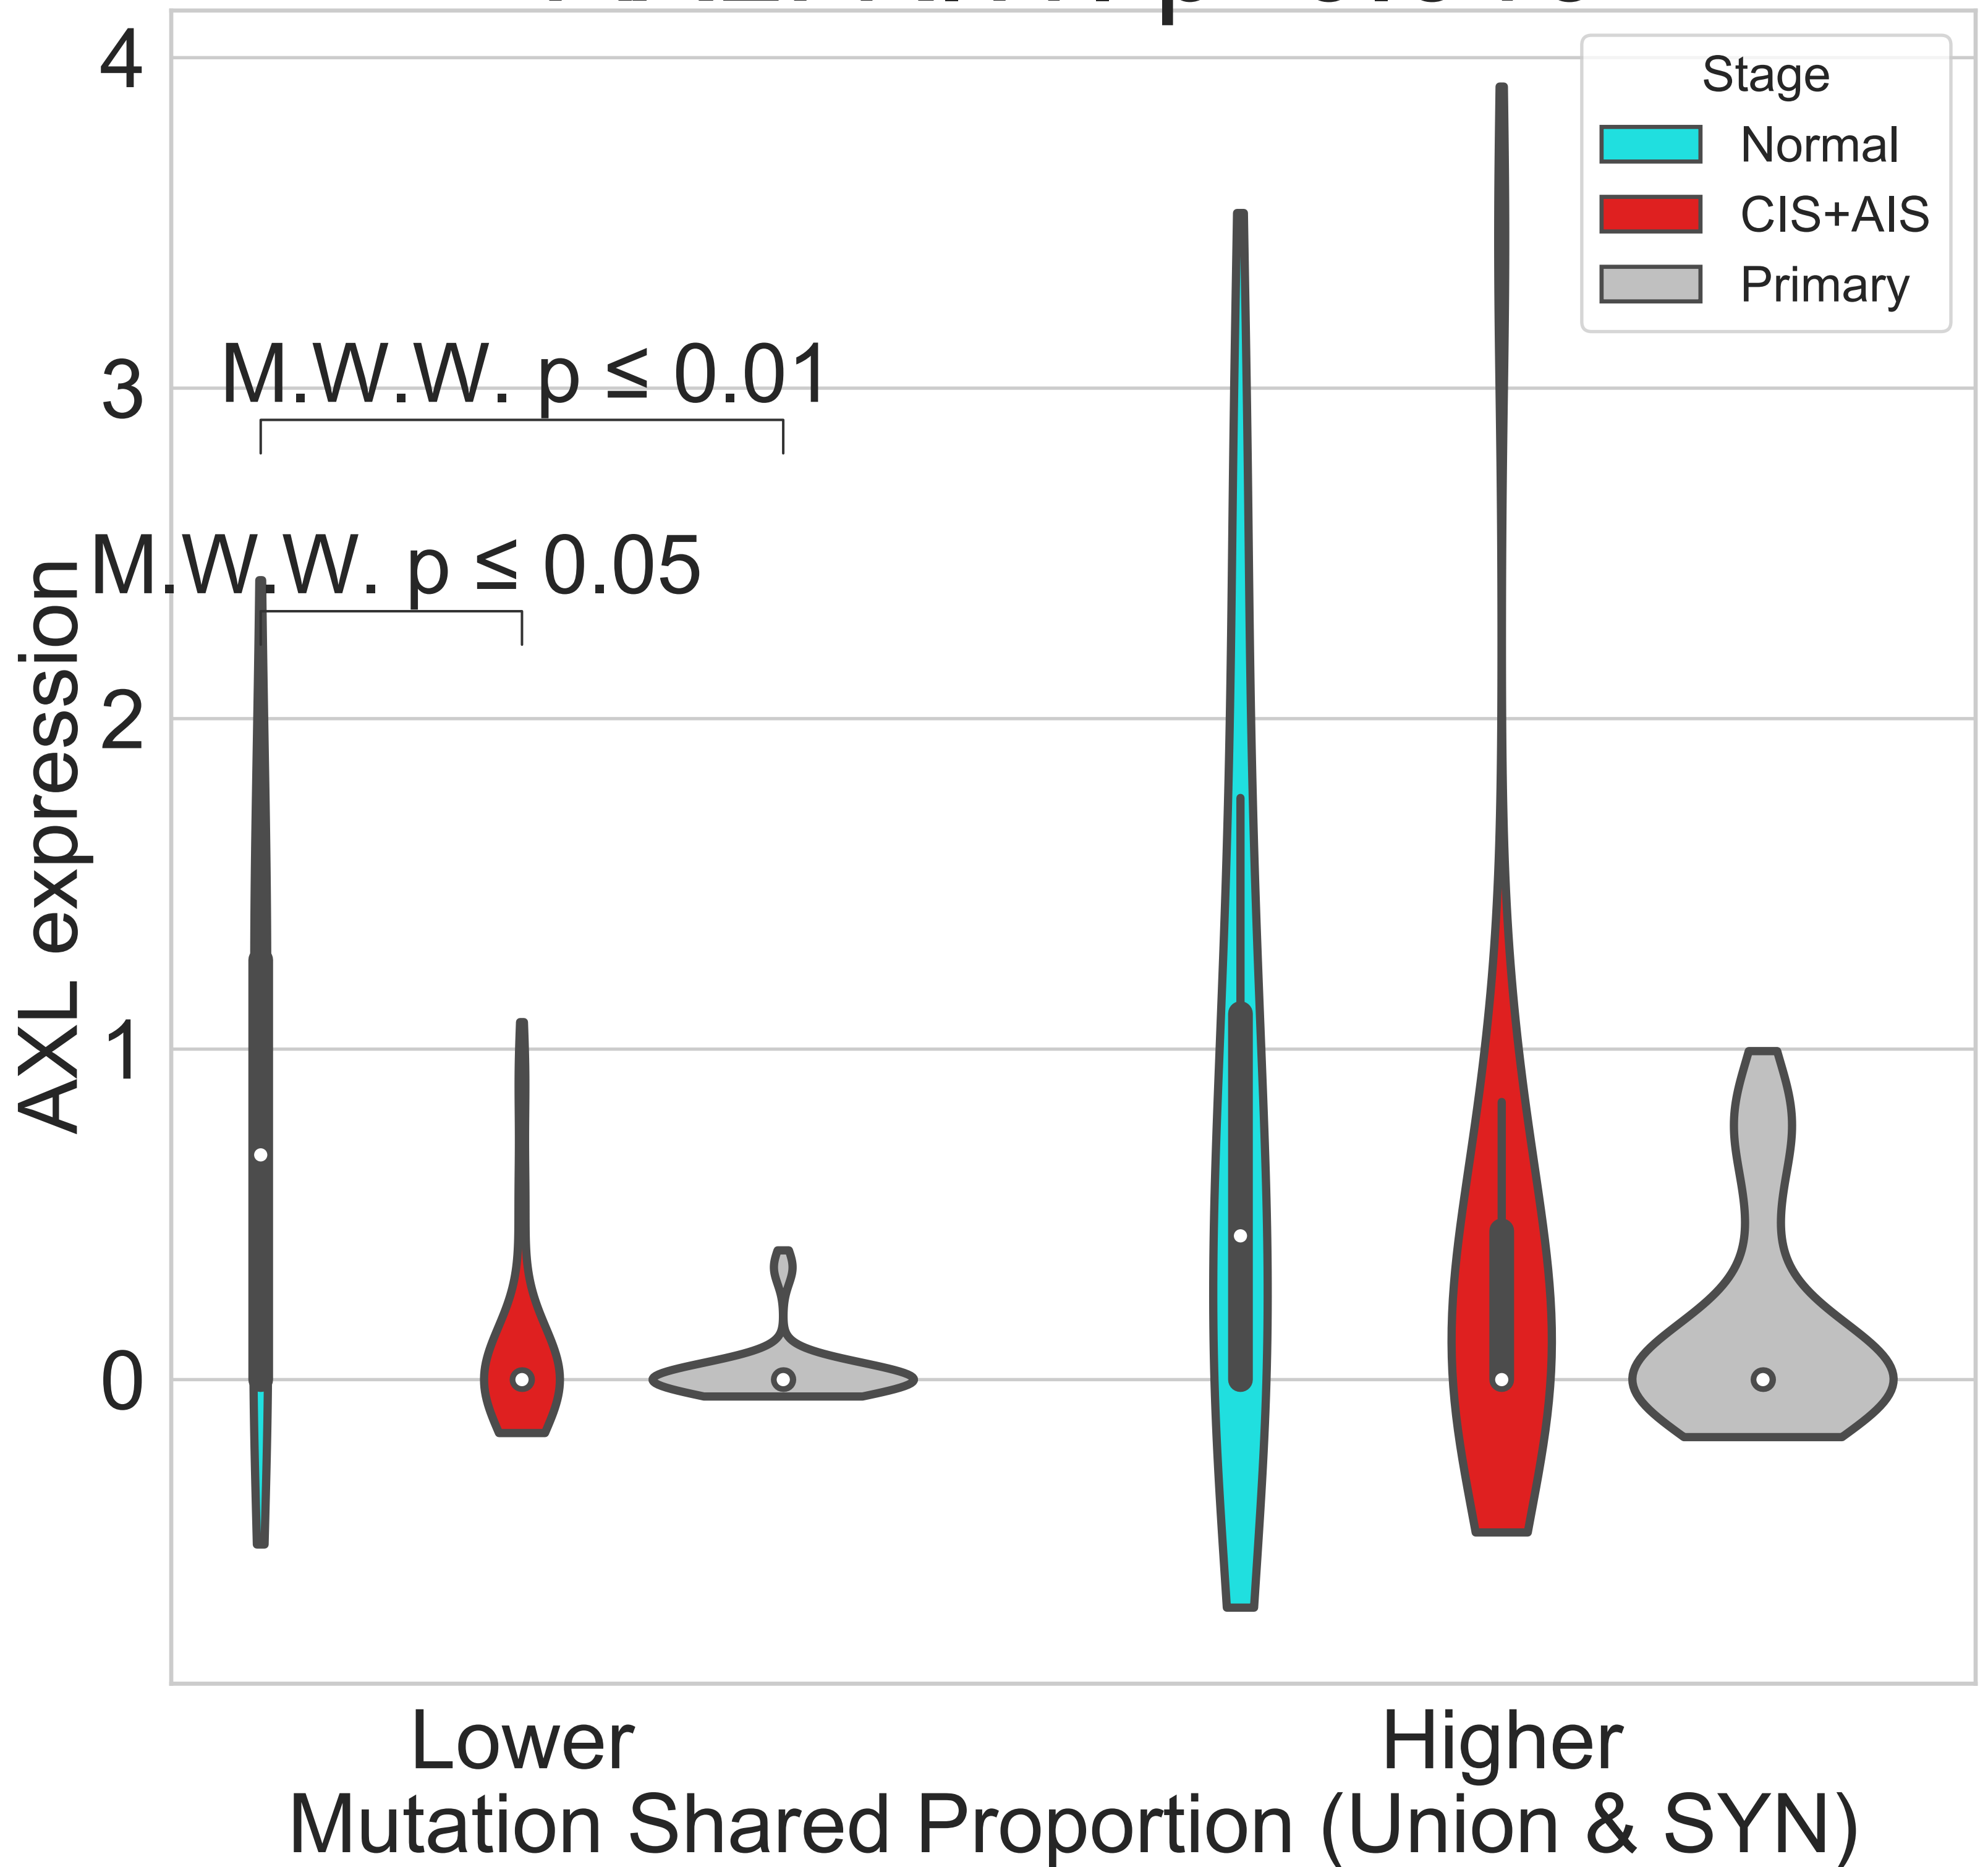 4
3
2
1
0
AXL expression
Stage
Normal
CIS+AIS
Primary
M.W.W. p ≤ 0.01
M.W.W. p ≤ 0.05
Lower
Higher
Mutation Shared Proportion (Union & SYN)